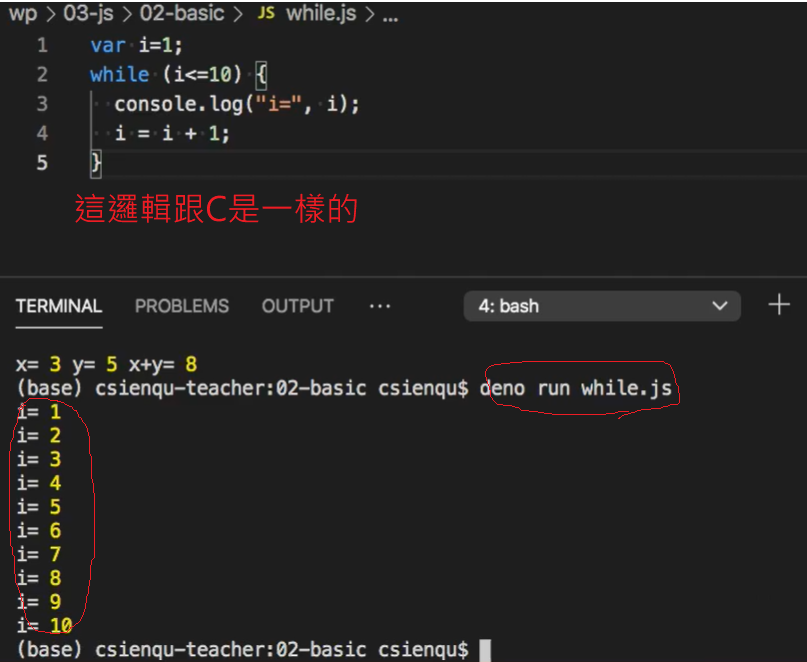 wp > 03-js > 02-basic > JS while.js > ...
1 var i=1;
2 while (i<=10) {
3 console.log("i=", i);
4 i = i + 1;
5 }
這邏輯跟C是一樣的
TERMINAL PROBLEMS OUTPUT ··· 4: bash
x= 3 y= 5 x+y= 8
(base) csienqu-teacher:02-basic csienqu$ deno run while.js
i= 1
i= 2
i= 3
i= 4
i= 5
i= 6
i= 7
i= 8
i= 9
i= 10
(base) csienqu-teacher:02-basic csienqu$